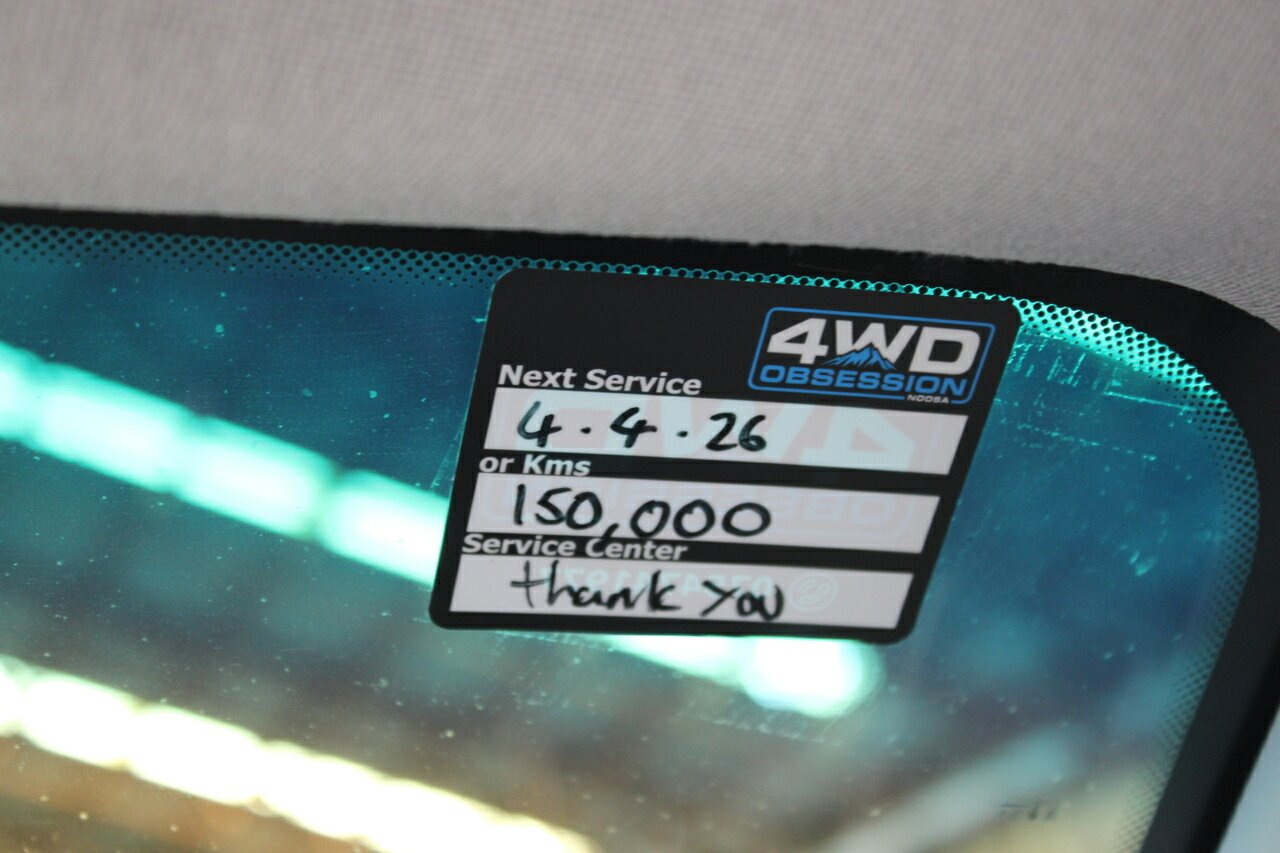 4WD
OBSESSION
NOOSA
Next Service
4.4.26
or Kms
150,000
Service Center
thank you